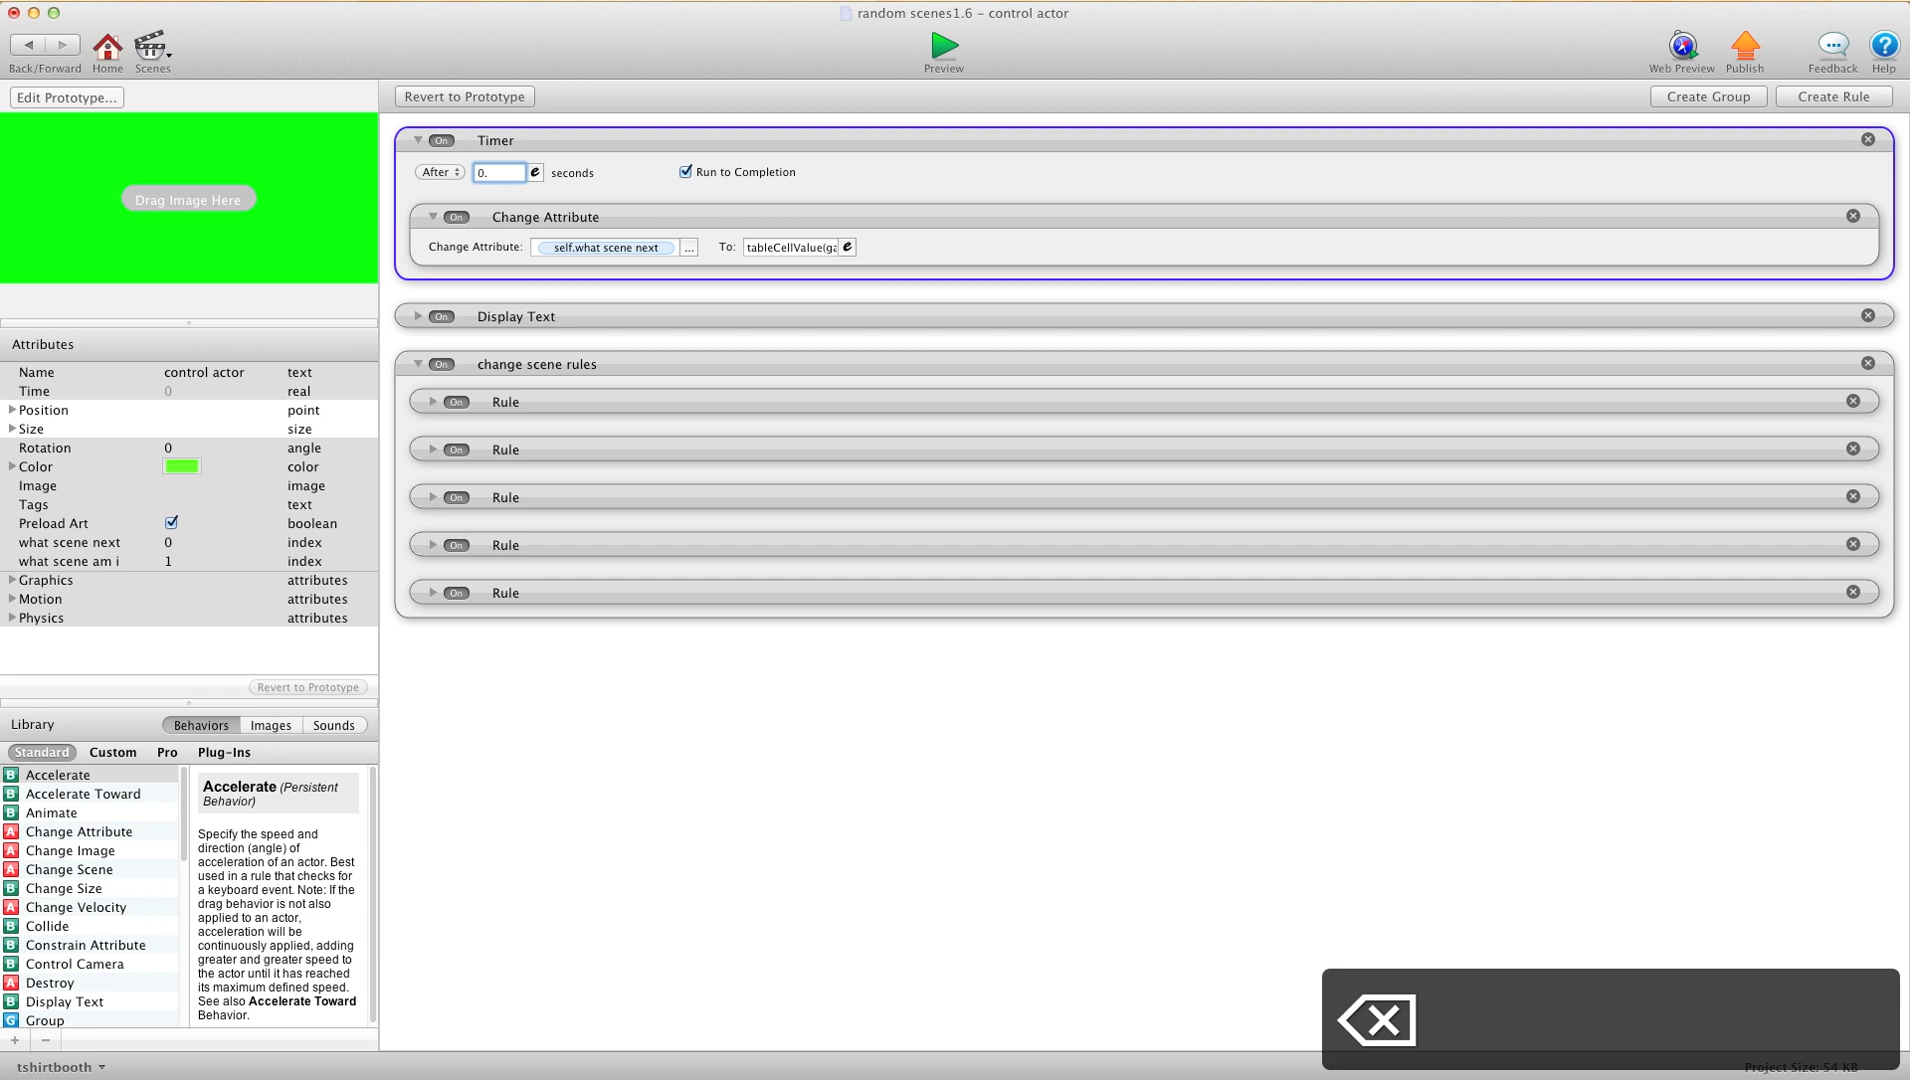 random scenes1.6 – control actor
Back/Forward
Home
Scenes
Preview
Web Preview
Publish
Feedback
Help
Edit Prototype...
Revert to Prototype
Create Group
Create Rule
Drag Image Here
On
Timer
After
0.
seconds
Run to Completion
On
Change Attribute
Change Attribute:
self.what scene next
...
To:
tableCellValue(ga
e
On
Display Text
On
change scene rules
On
Rule
On
Rule
On
Rule
On
Rule
On
Rule
Attributes
Name control actor text
Time 0 real
Position point
Size size
Rotation 0 angle
Color color
Image image
Tags text
Preload Art boolean
what scene next 0 index
what scene am i 1 index
Graphics attributes
Motion attributes
Physics attributes
Revert to Prototype
Library
Behaviors
Images
Sounds
Standard
Custom
Pro
Plug-Ins
B Accelerate
B Accelerate Toward
B Animate
A Change Attribute
A Change Image
A Change Scene
B Change Size
A Change Velocity
B Collide
B Constrain Attribute
B Control Camera
A Destroy
B Display Text
G Group
Accelerate (Persistent
Behavior)
Specify the speed and
direction (angle) of
acceleration of an actor. Best
used in a rule that checks for
a keyboard event. Note: If the
drag behavior is not also
applied to an actor,
acceleration will be
continuously applied, adding
greater and greater speed to
the actor until it has reached
its maximum defined speed.
See also Accelerate Toward
Behavior.
tshirtbooth
Project Size: 54 KB